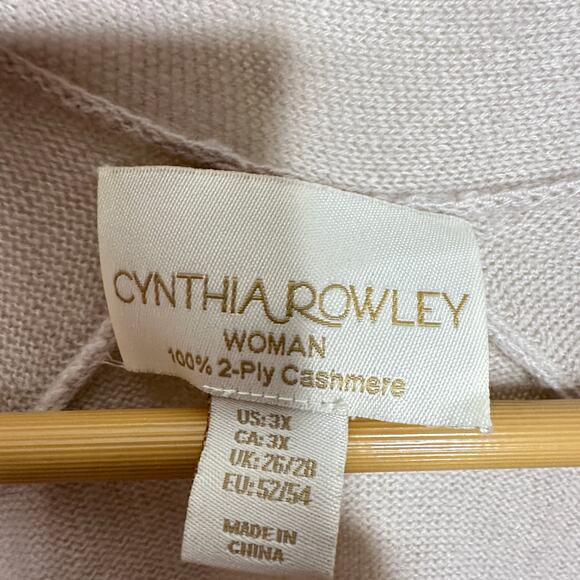 CYNTHIA ROWLEY
WOMAN
100% 2-Ply Cashmere
US: 3X
CA: 3X
UK: 26/28
EU: 52/54
MADE IN
CHINA